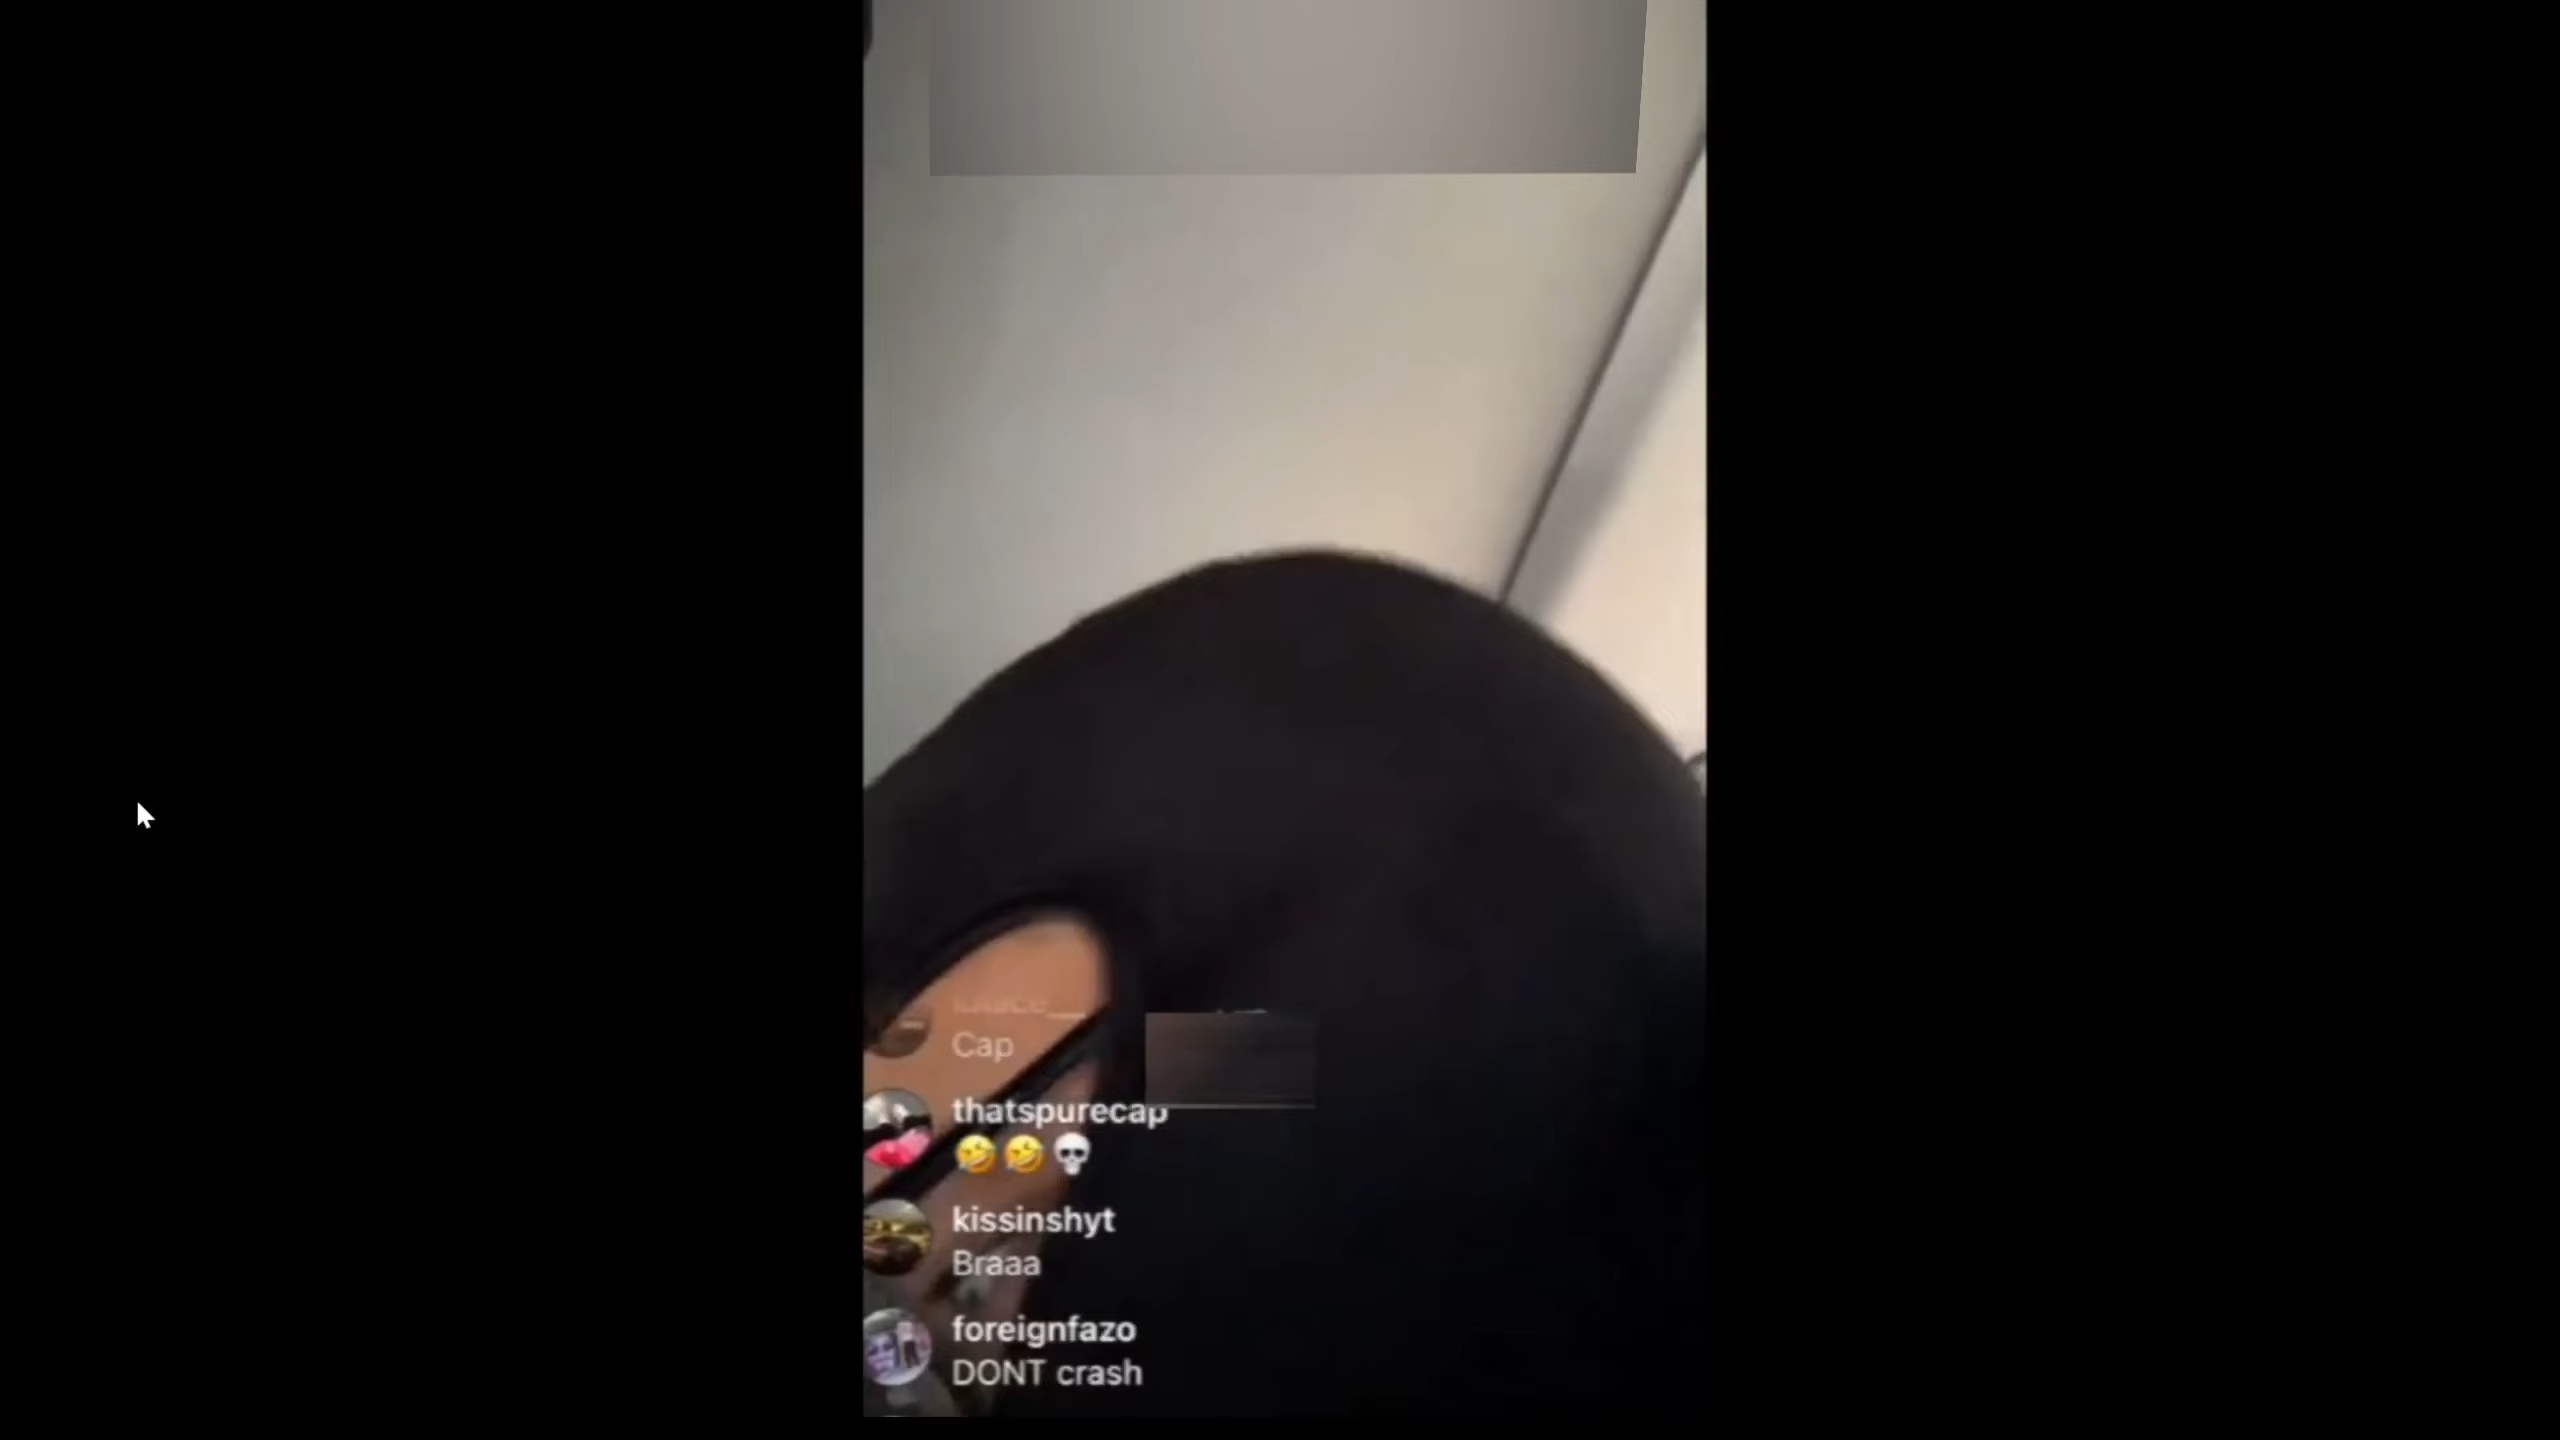 Cap
thatspurecap
🤣🤣💀
kissinshyt
Braaa
foreignfazo
DONT crash